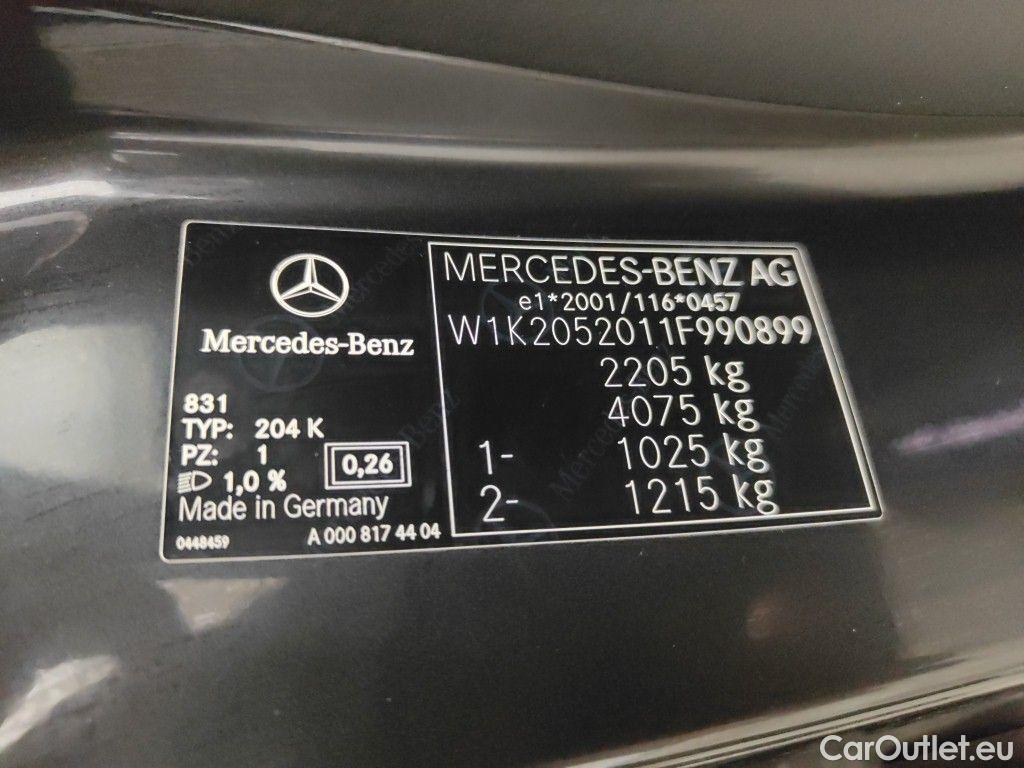 Mercedes-Benz
831
TYP: 204 K
PZ: 1
0,26
1,0 %
Made in Germany
0448459
A 000 817 44 04
MERCEDES-BENZ AG
e1*2001/116*0457
W1K2052011F990899
2205 kg
4075 kg
1- 1025 kg
2- 1215 kg
CarOutlet.eu